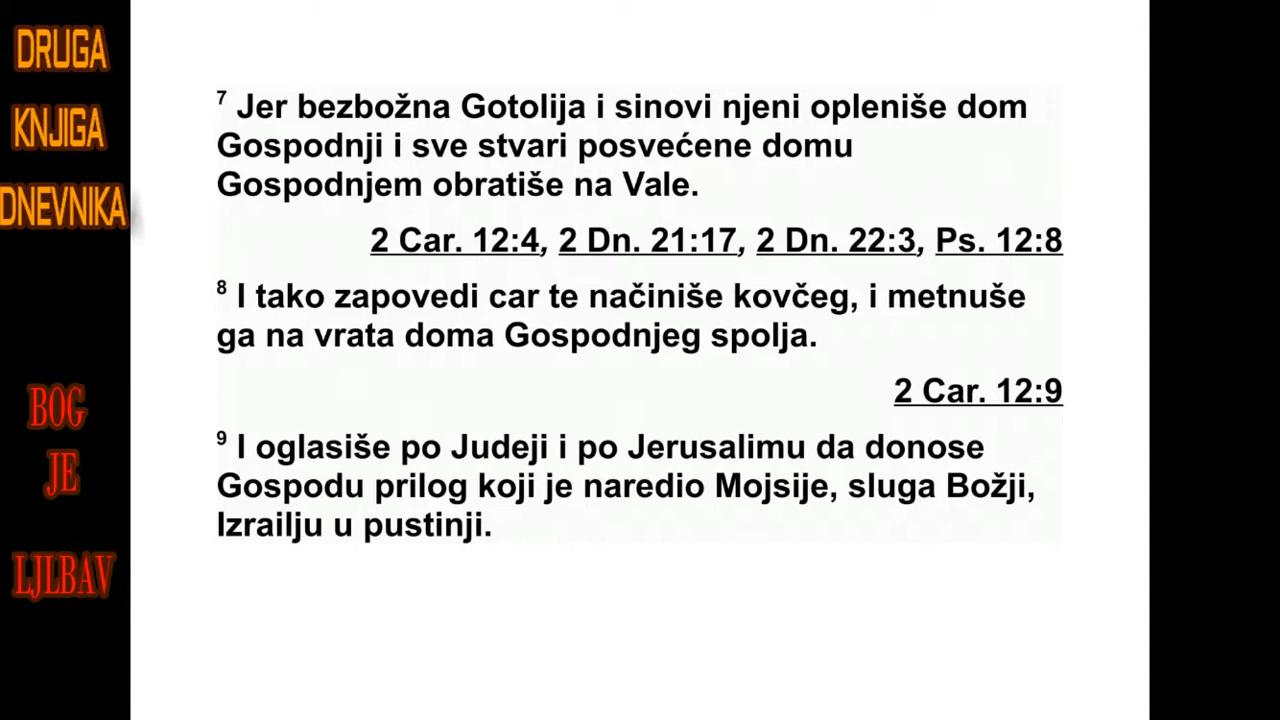 DRUGA
KNJIGA
DNEVNIKA
BOG
JE
LJLBAV
7 Jer bezbožna Gotolija i sinovi njeni opleniše dom
Gospodnji i sve stvari posvećene domu
Gospodnjem obratiše na Vale.
2 Car. 12:4, 2 Dn. 21:17, 2 Dn. 22:3, Ps. 12:8
8 I tako zapovedi car te načiniše kovčeg, i metnuše
ga na vrata doma Gospodnjeg spolja.
2 Car. 12:9
9 I oglasiše po Judeji i po Jerusalimu da donose
Gospodu prilog koji je naredio Mojsije, sluga Božji,
Izrailju u pustinji.